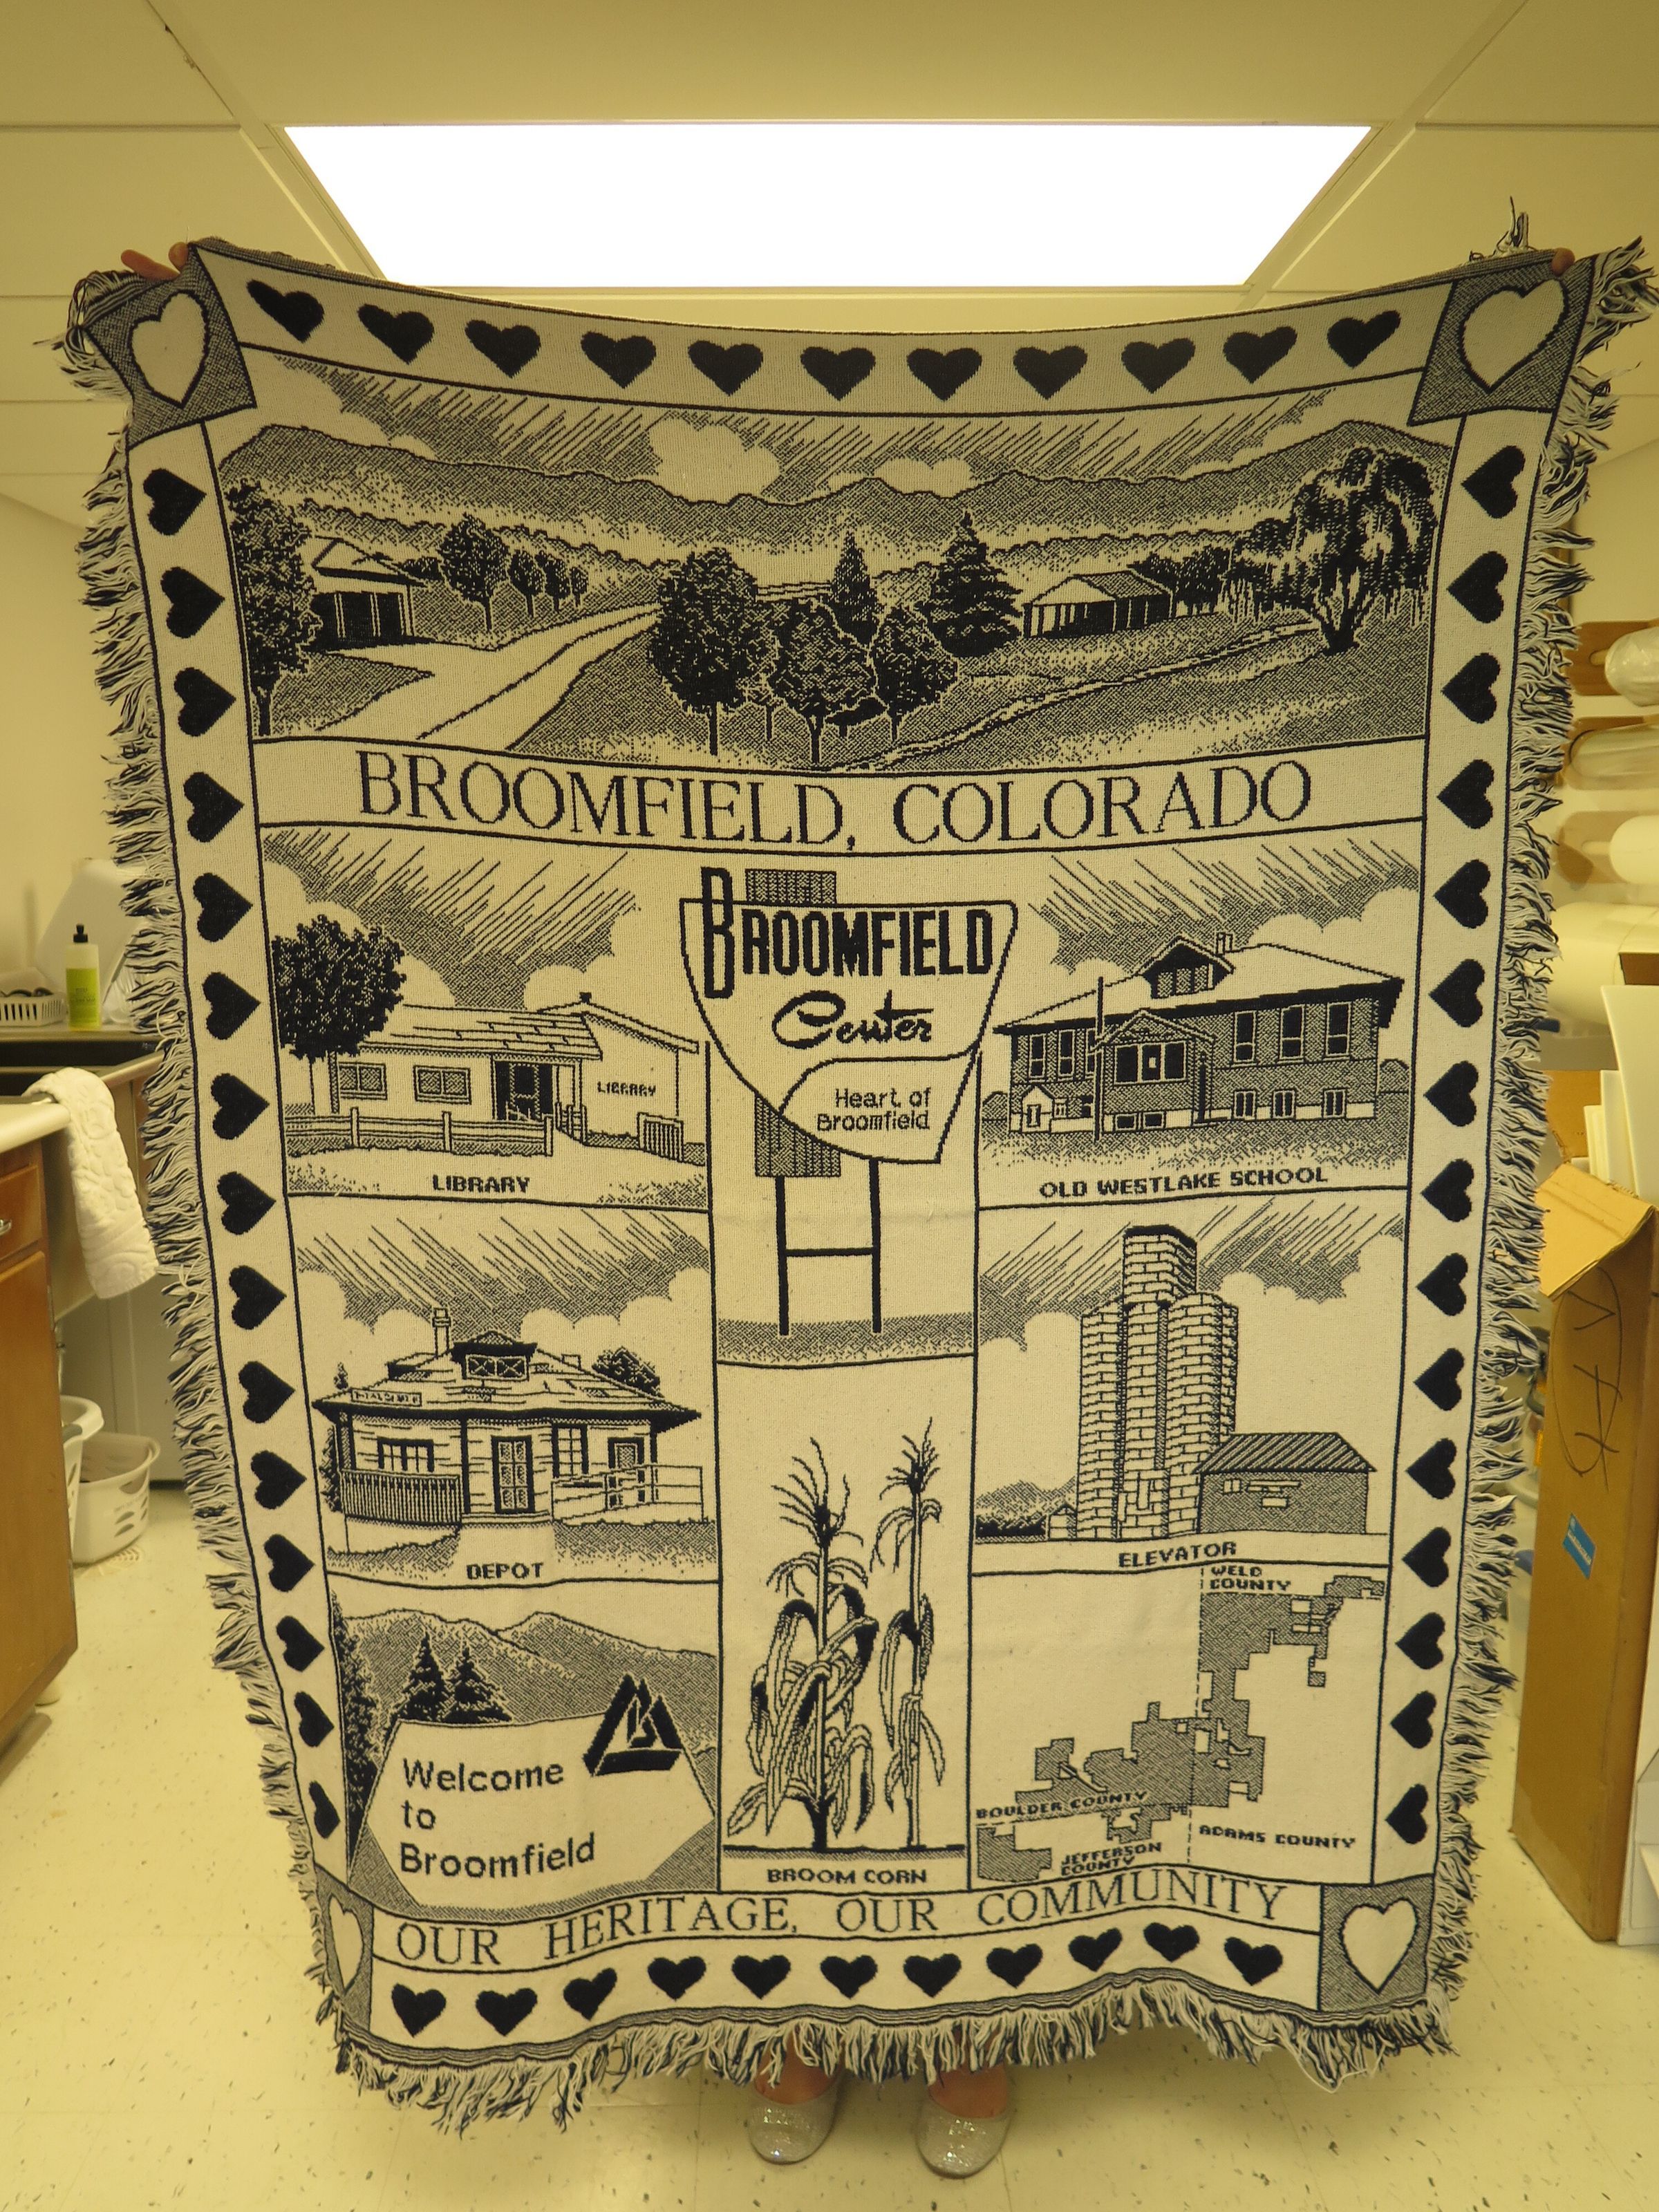 BROOMFIELD, COLORADO
BROOMFIELD
Center
Heart of
Broomfield
LIBRARY
LIBRARY
OLD WESTLAKE SCHOOL
DEPOT
ELEVATOR
WELD
COUNTY
Welcome
to
Broomfield
BROOM CORN
BOULDER COUNTY
JEFFERSON
COUNTY
ADAMS COUNTY
OUR HERITAGE, OUR COMMUNITY